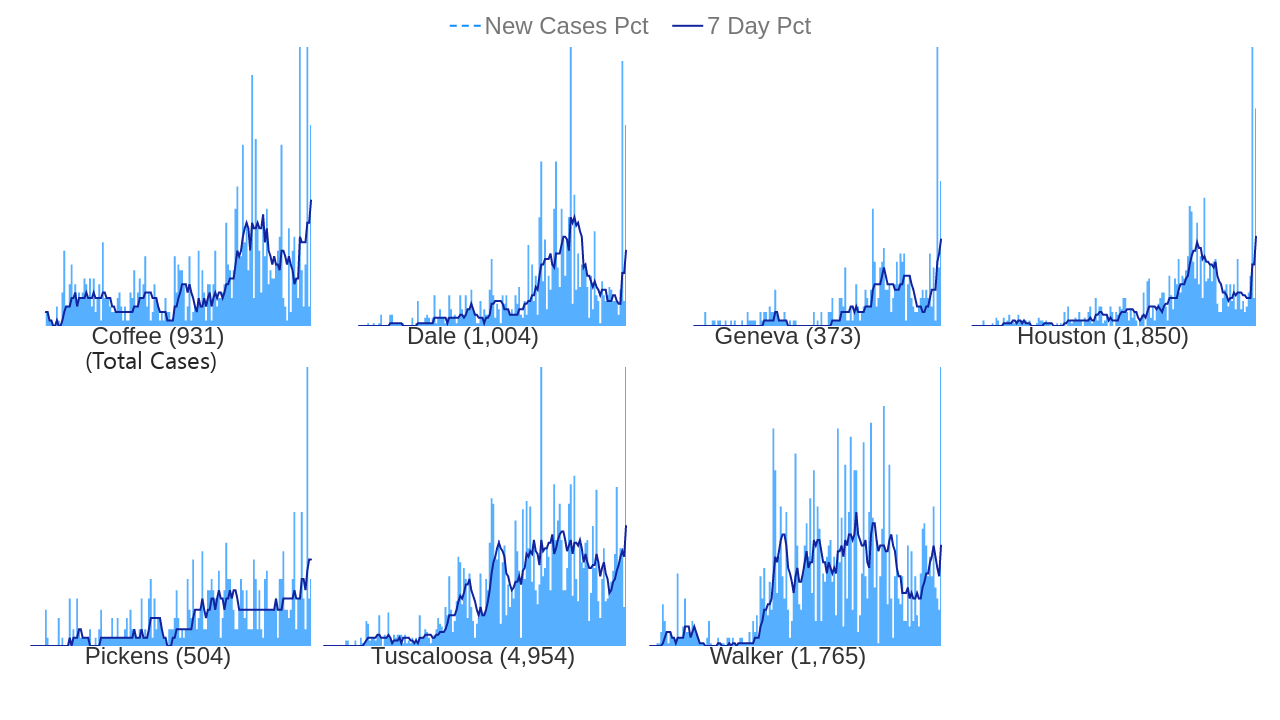 New Cases Pct 7 Day Pct
Coffee (931)
(Total Cases)
Dale (1,004)
Geneva (373)
Houston (1,850)
Pickens (504)
Tuscaloosa (4,954)
Walker (1,765)